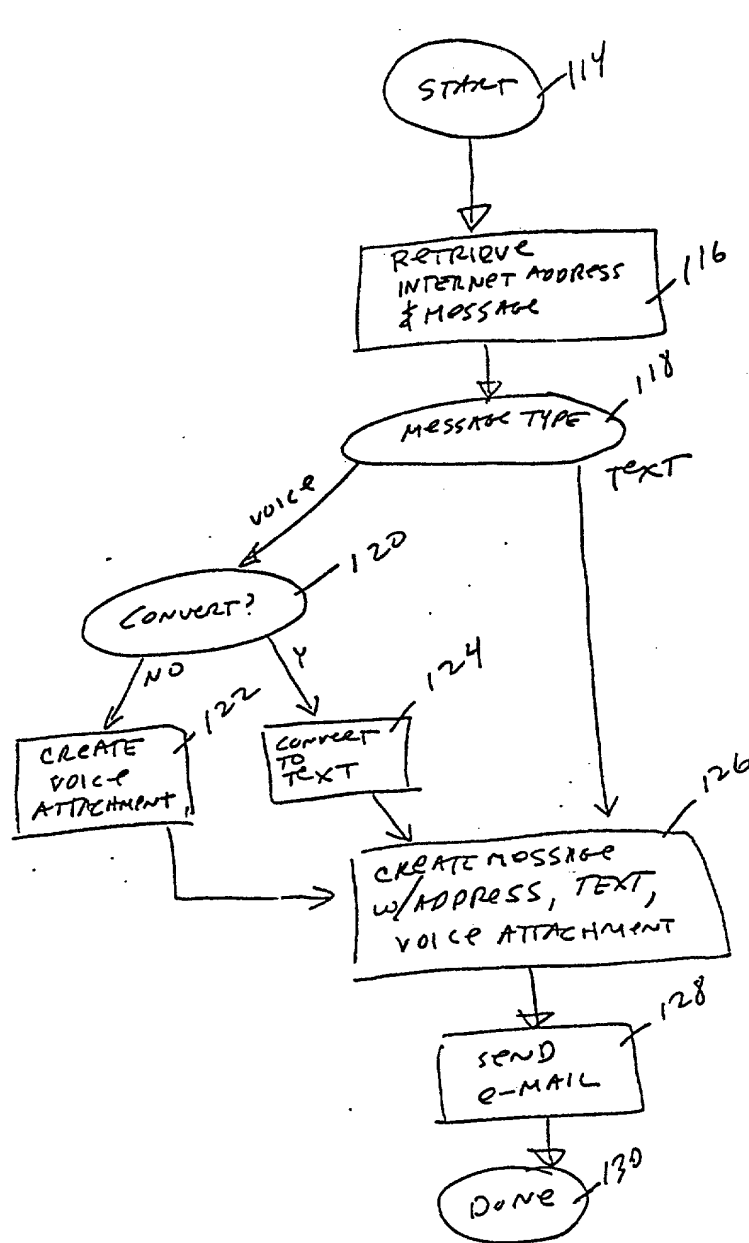 START
114
RETRIEVE
INTERNET ADDRESS
& MESSAGE
116
MESSAGE TYPE
118
VOICE
TEXT
CONVERT?
120
NO
Y
CREATE
VOICE
ATTACHMENT
122
CONVERT
TO
TEXT
124
CREATE MESSAGE
W/ADDRESS, TEXT,
VOICE ATTACHMENT
126
SEND
e-MAIL
128
DONE
130